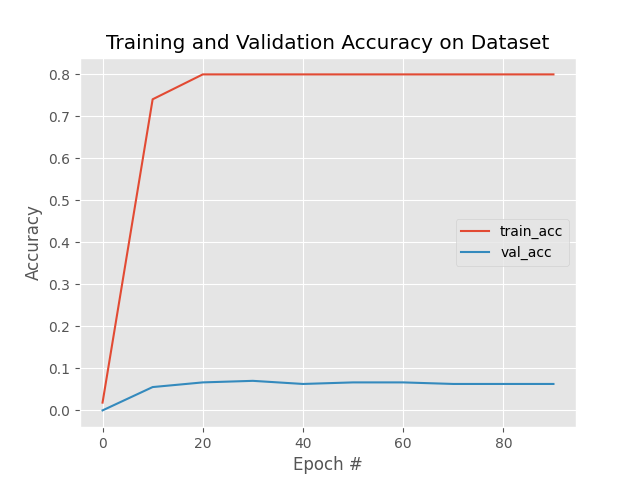 Training and Validation Accuracy on Dataset
0.8
0.7
0.6
0.5
0.4
0.3
0.2
0.1
0.0
Accuracy
train_acc
val_acc
0 20 40 60 80
Epoch #